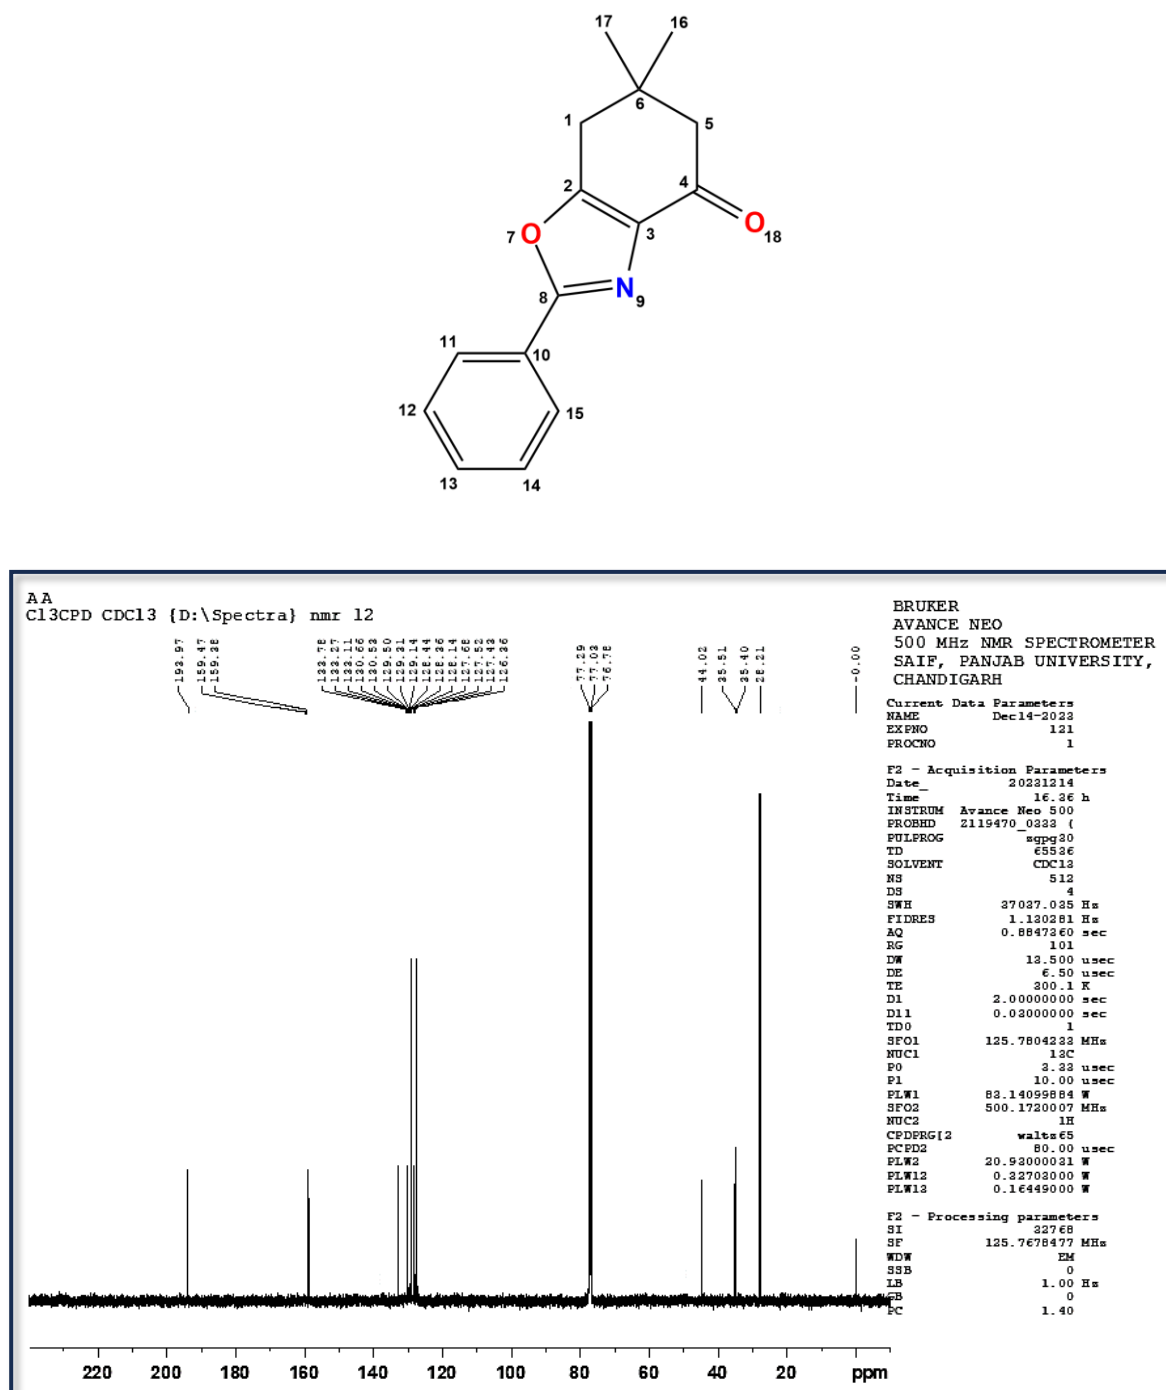 17
16
6
1
5
2
4
3
O
18
7
O
N
9
8
11
10
12
15
13
14
AA
C13CPD CDCl3 {D:\Spectra} nmr 12
193.97
159.47
159.38
133.78
133.27
133.11
130.66
130.53
129.50
129.31
129.14
128.44
128.36
128.14
127.68
127.52
127.43
126.36
77.29
77.03
76.78
44.02
35.51
35.40
28.21
-0.00
BRUKER
AVANCE NEO
500 MHz NMR SPECTROMETER
SAIF, PANJAB UNIVERSITY,
CHANDIGARH
Current Data Parameters
NAME Dec14-2023
EXPNO 121
PROCNO 1
F2 - Acquisition Parameters
Date_ 20231214
Time 16.36 h
INSTRUM Avance Neo 500
PROBHD Z119470_0333 (
PULPROG zgpg30
TD 65536
SOLVENT CDCl3
NS 512
DS 4
SWH 37037.035 Hz
FIDRES 1.130281 Hz
AQ 0.8847360 sec
RG 101
DW 13.500 usec
DE 6.50 usec
TE 300.1 K
D1 2.00000000 sec
D11 0.03000000 sec
TD0 1
SFO1 125.7804233 MHz
NUC1 13C
P0 3.33 usec
P1 10.00 usec
PLW1 83.14099884 W
SFO2 500.1720007 MHz
NUC2 1H
CPDPRG[2 waltz65
PCPD2 80.00 usec
PLW2 20.93000031 W
PLW12 0.32703000 W
PLW13 0.16449000 W
F2 - Processing parameters
SI 32768
SF 125.7678477 MHz
WDW EM
SSB 0
LB 1.00 Hz
GB 0
PC 1.40
220 200 180 160 140 120 100 80 60 40 20 ppm